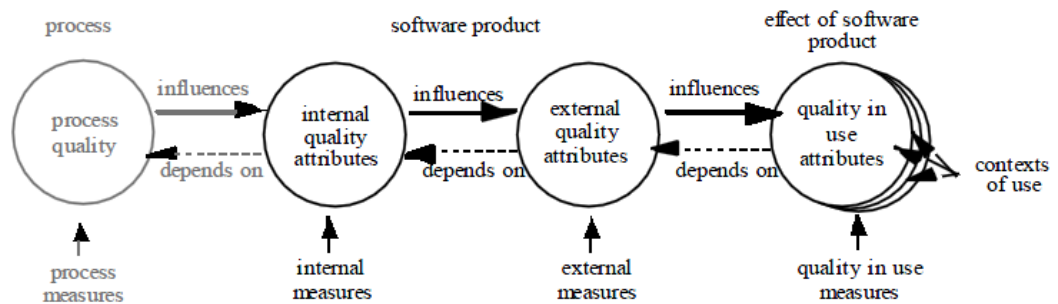 process
software product
effect of software
product
influences
influences
influences
process
quality
internal
quality
attributes
external
quality
attributes
quality in
use
attributes
depends on
depends on
depends on
contexts
of use
process
measures
internal
measures
external
measures
quality in use
measures